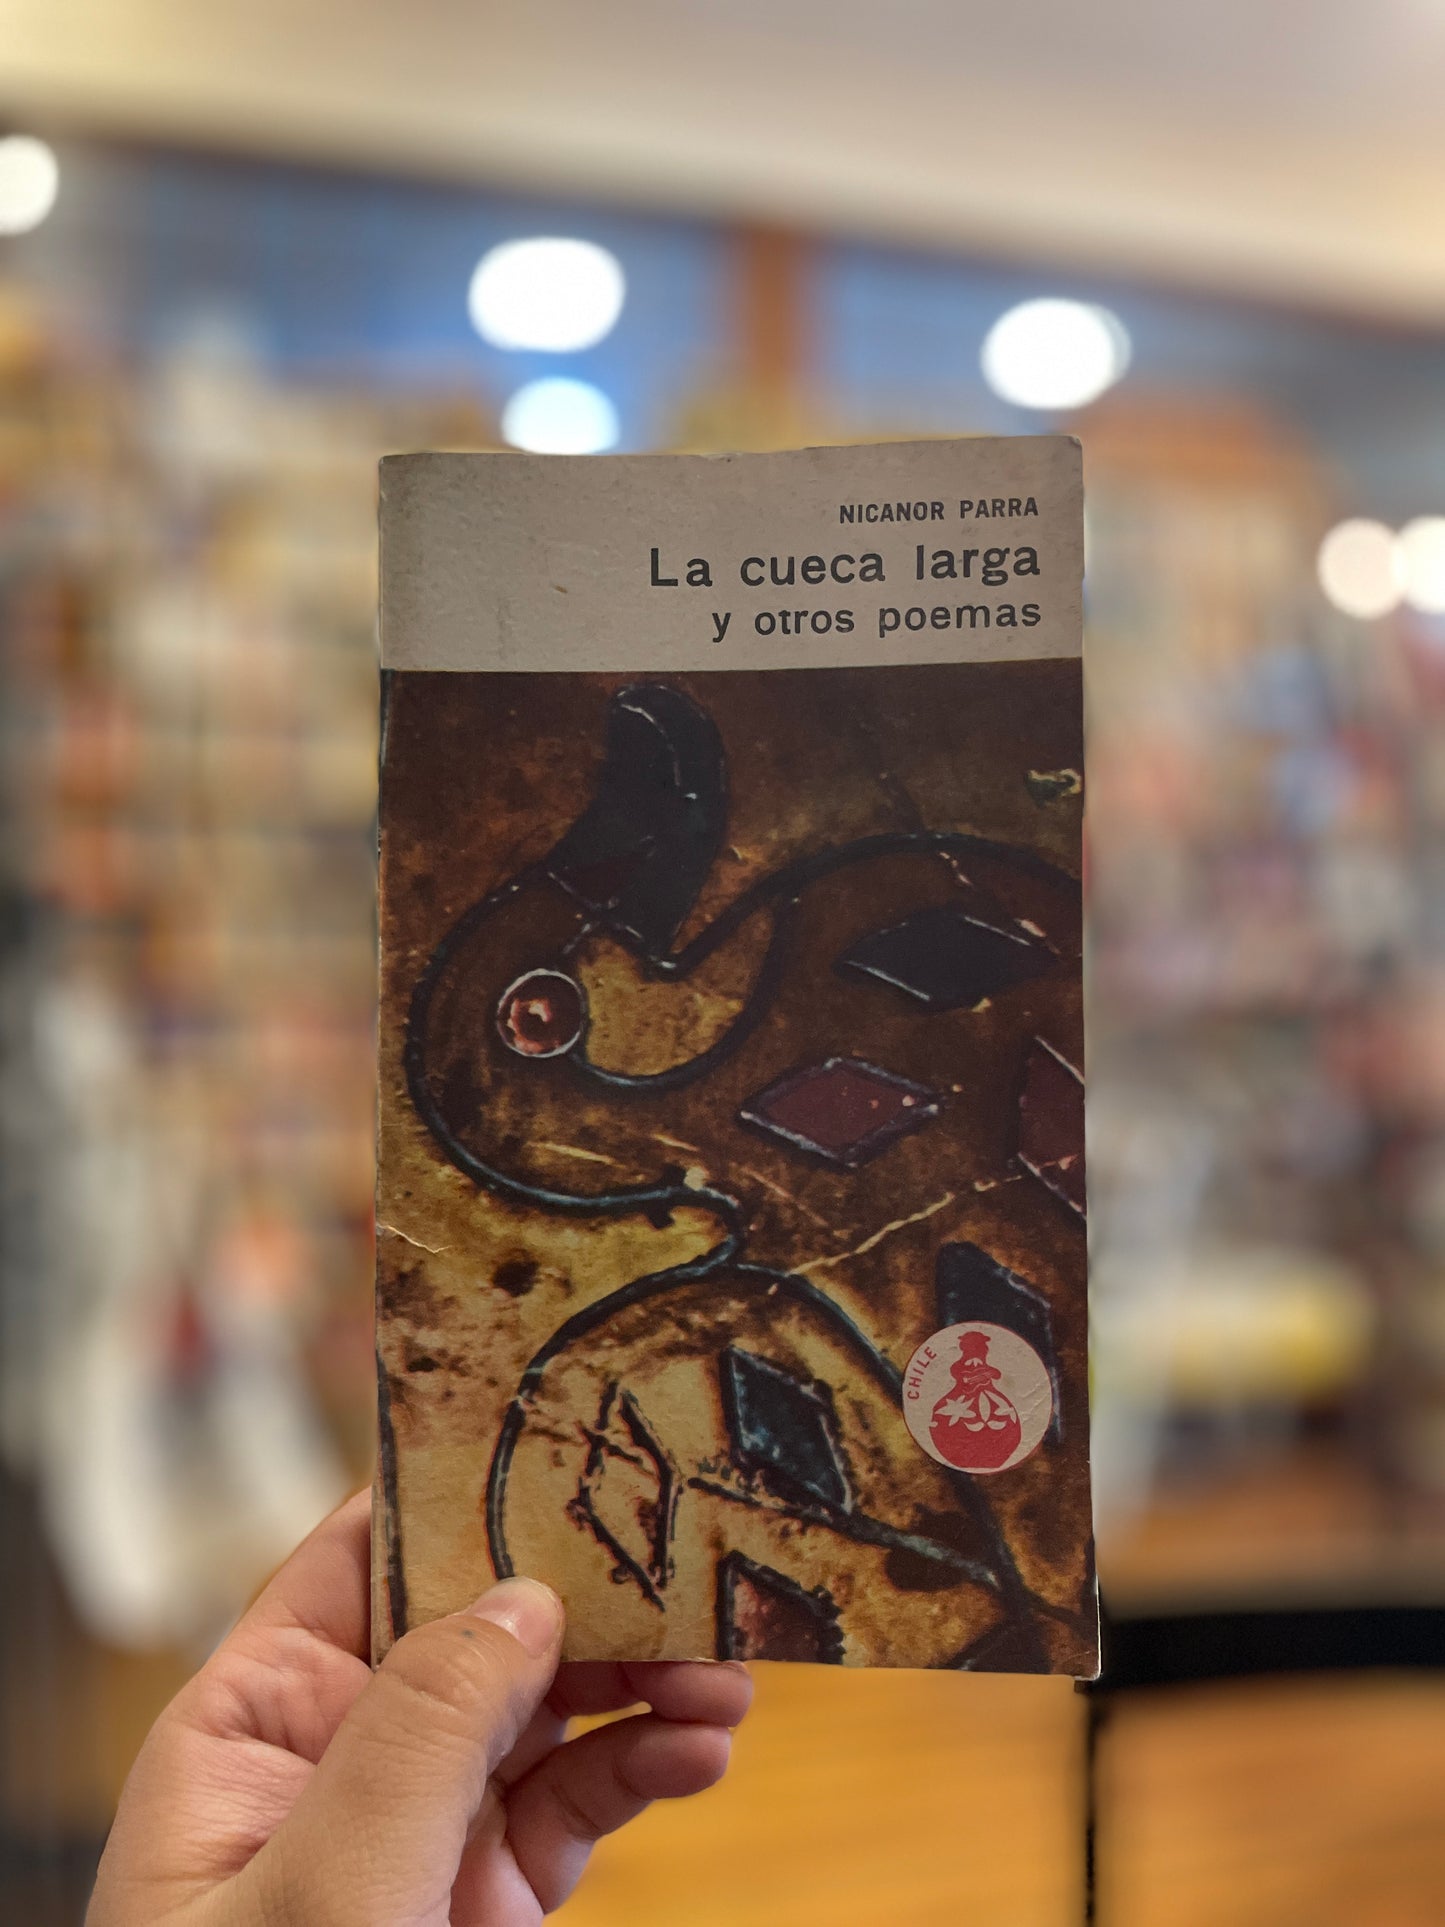 NICANOR PARRA
La cueca larga
y otros poemas
CHILE